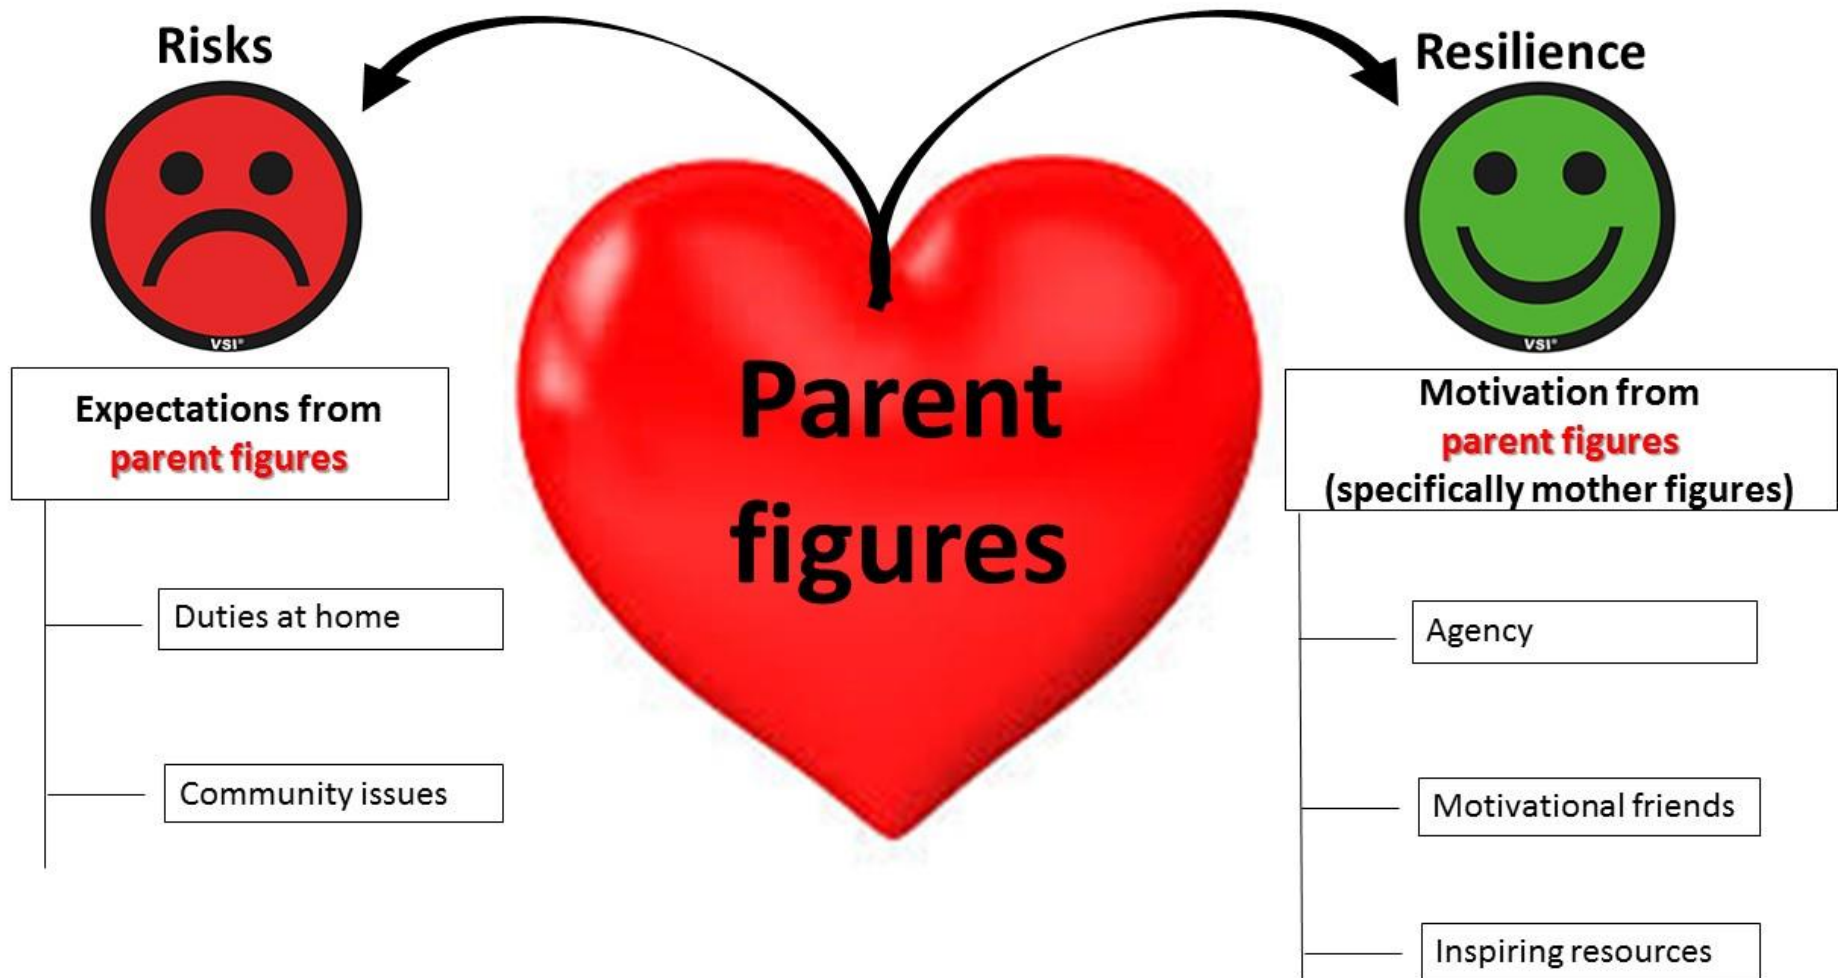 Risks
Resilience
VSI®
VSI®
Expectations from
parent figures
Parent
figures
Motivation from
parent figures
(specifically mother figures)
Duties at home
Agency
Community issues
Motivational friends
Inspiring resources